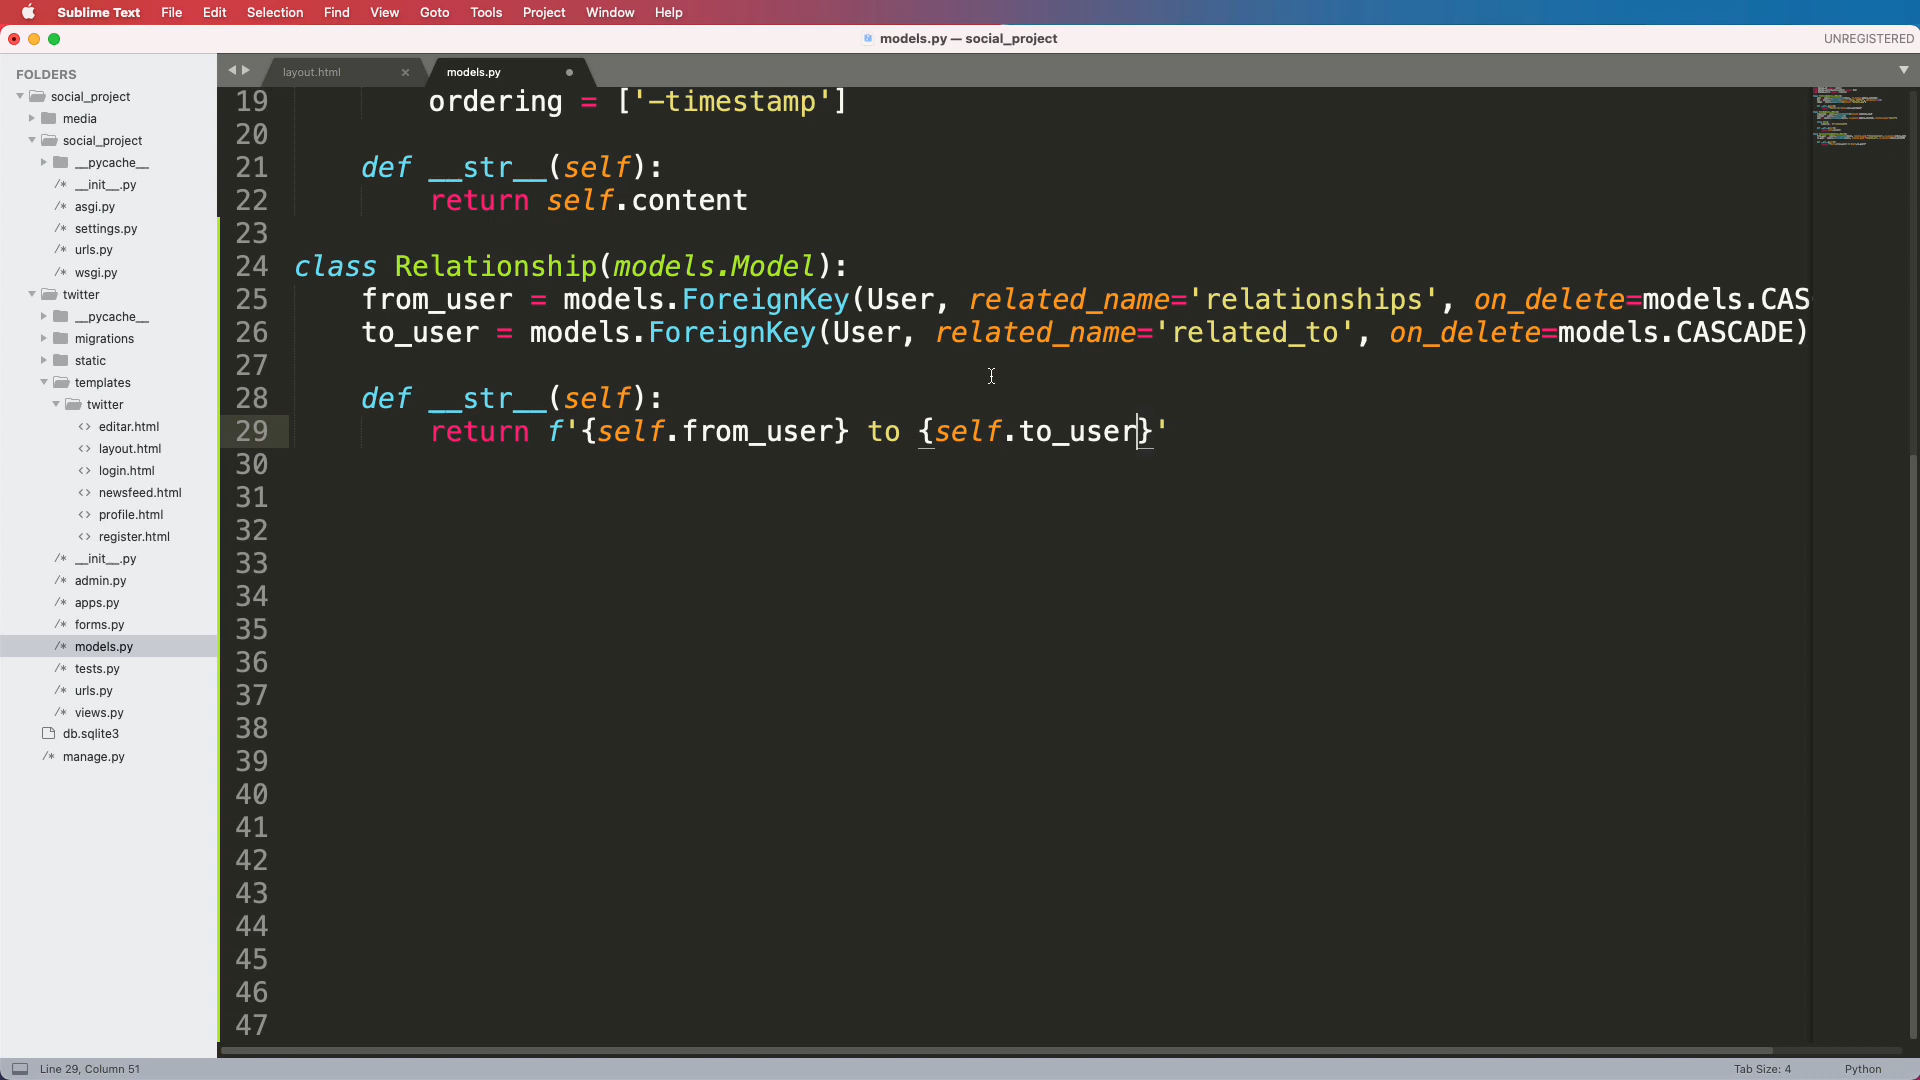 Sublime Text File Edit Selection Find View Goto Tools Project Window Help
models.py — social_project
UNREGISTERED
FOLDERS
social_project
media
social_project
__pycache__
/* __init__.py
/* asgi.py
/* settings.py
/* urls.py
/* wsgi.py
twitter
__pycache__
migrations
static
templates
twitter
<> editar.html
<> layout.html
<> login.html
<> newsfeed.html
<> profile.html
<> register.html
/* __init__.py
/* admin.py
/* apps.py
/* forms.py
/* models.py
/* tests.py
/* urls.py
/* views.py
db.sqlite3
/* manage.py
layout.html
models.py
19 ordering = ['-timestamp']
20
21 def __str__(self):
22 return self.content
23
24 class Relationship(models.Model):
25 from_user = models.ForeignKey(User, related_name='relationships', on_delete=models.CAS
26 to_user = models.ForeignKey(User, related_name='related_to', on_delete=models.CASCADE)
27
28 def __str__(self):
29 return f'{self.from_user} to {self.to_user}'
30
31
32
33
34
35
36
37
38
39
40
41
42
43
44
45
46
47
Line 29, Column 51
Tab Size: 4
Python